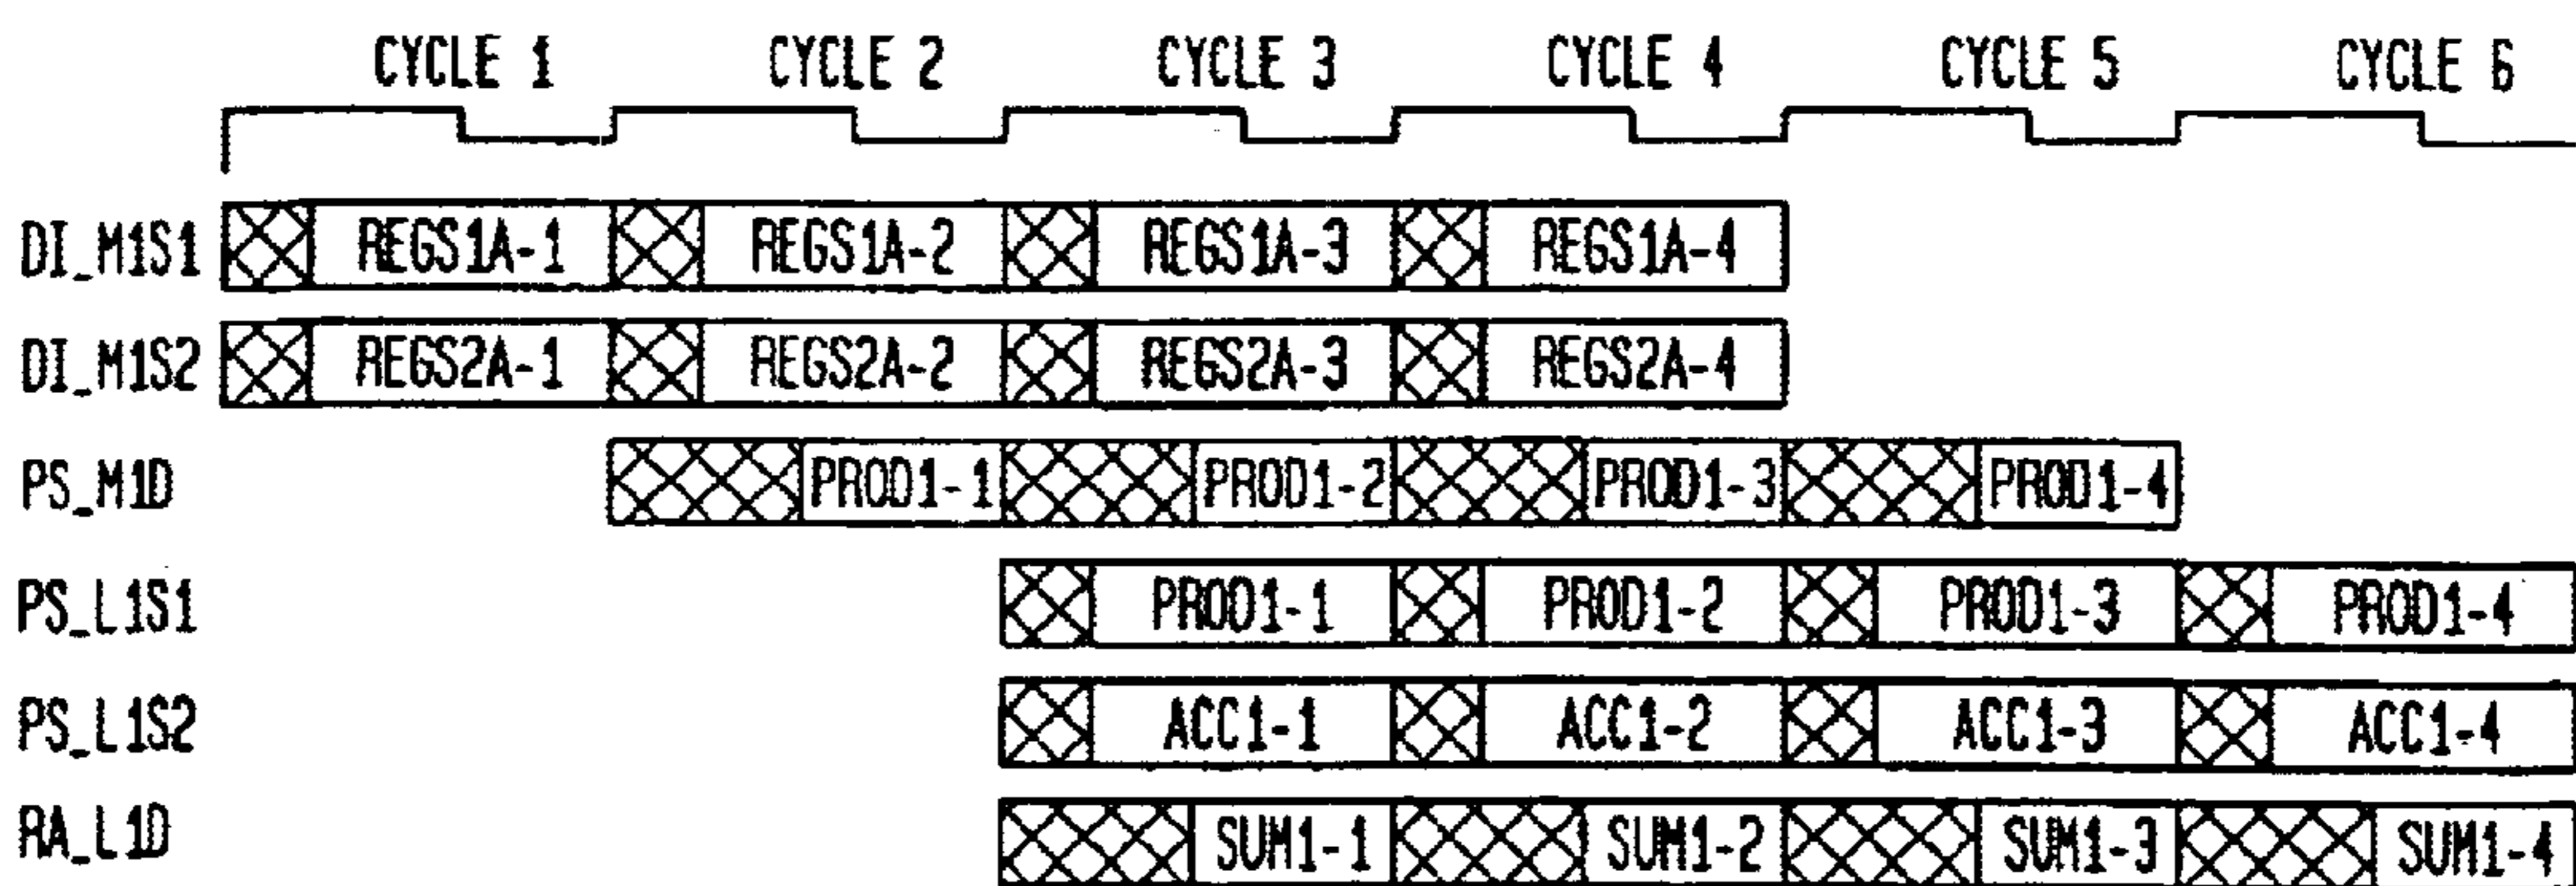 CYCLE 1 CYCLE 2 CYCLE 3 CYCLE 4 CYCLE 5 CYCLE 6
DI_M1S1 REGS1A-1 REGS1A-2 REGS1A-3 REGS1A-4
DI_M1S2 REGS2A-1 REGS2A-2 REGS2A-3 REGS2A-4
PS_M1D PROD1-1 PROD1-2 PROD1-3 PROD1-4
PS_L1S1 PROD1-1 PROD1-2 PROD1-3 PROD1-4
PS_L1S2 ACC1-1 ACC1-2 ACC1-3 ACC1-4
RA_L1D SUM1-1 SUM1-2 SUM1-3 SUM1-4